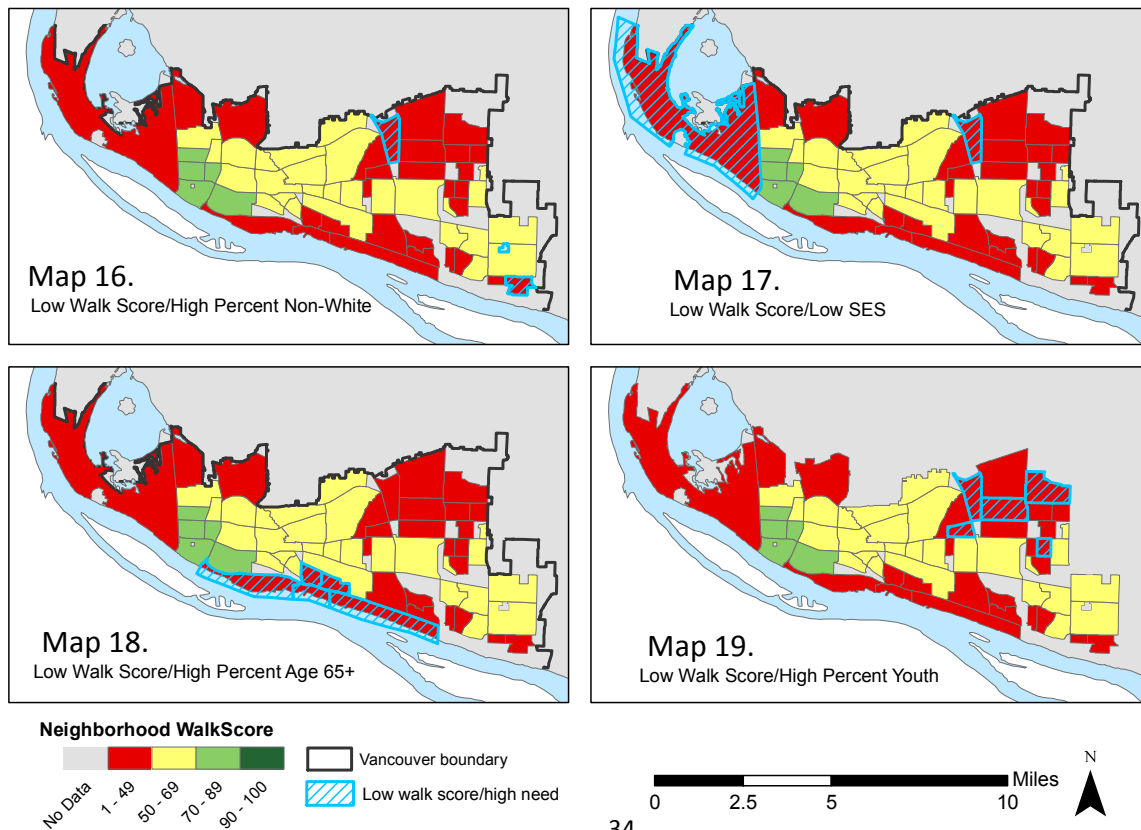 Map 16.
Low Walk Score/High Percent Non-White
Map 17.
Low Walk Score/Low SES
Map 18.
Low Walk Score/High Percent Age 65+
Map 19.
Low Walk Score/High Percent Youth
Neighborhood WalkScore
No Data
1 - 49
50 - 69
70 - 89
90 - 100
Vancouver boundary
Low walk score/high need
Miles
0 2.5 5 10
N
34